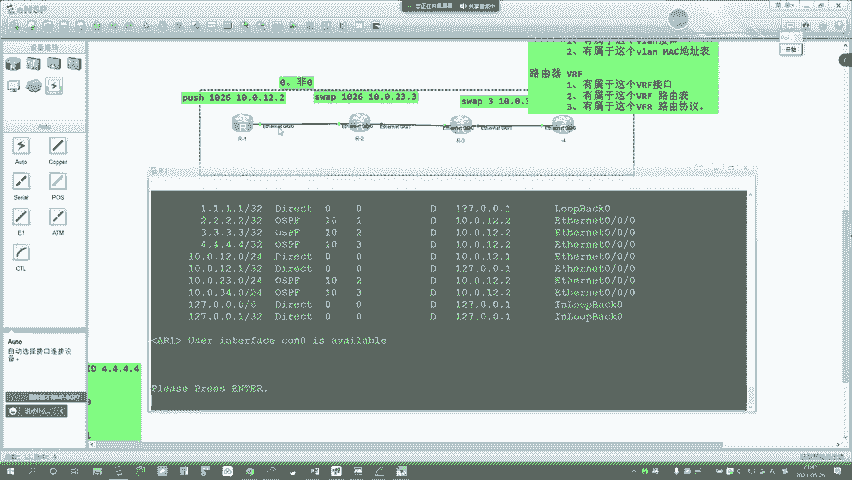 eNSP
Auto
Auto
Copper
Serial
POS
E1
ATM
CTL
Auto
自动选择接口连接设
备。
0、非0
push 1026 10.0.12.2
swap 1026 10.0.23.3
swap 3 10.0.3
2、有属于这个vlan MAC地址表
路由器 VRF
1、有属于这个VRF接口
2、有属于这个VRF 路由表
3、有属于这个VFR 路由协议。
R-1
R-2
R-3
1.1.1.1/32 Direct 0 0 D 127.0.0.1 LoopBack0
2.2.2.2/32 OSPF 10 1 D 10.0.12.2 Ethernet0/0/0
3.3.3.3/32 OSPF 10 2 D 10.0.12.2 Ethernet0/0/0
4.4.4.4/32 OSPF 10 3 D 10.0.12.2 Ethernet0/0/0
10.0.12.0/24 Direct 0 0 D 10.0.12.1 Ethernet0/0/0
10.0.12.1/32 Direct 0 0 D 127.0.0.1 Ethernet0/0/0
10.0.23.0/24 OSPF 10 2 D 10.0.12.2 Ethernet0/0/0
10.0.34.0/24 OSPF 10 3 D 10.0.12.2 Ethernet0/0/0
127.0.0.0/8 Direct 0 0 D 127.0.0.1 InLoopBack0
127.0.0.1/32 Direct 0 0 D 127.0.0.1 InLoopBack0
<AR1> User interface con0 is available
Please Press ENTER.
ID 4.4.4.4